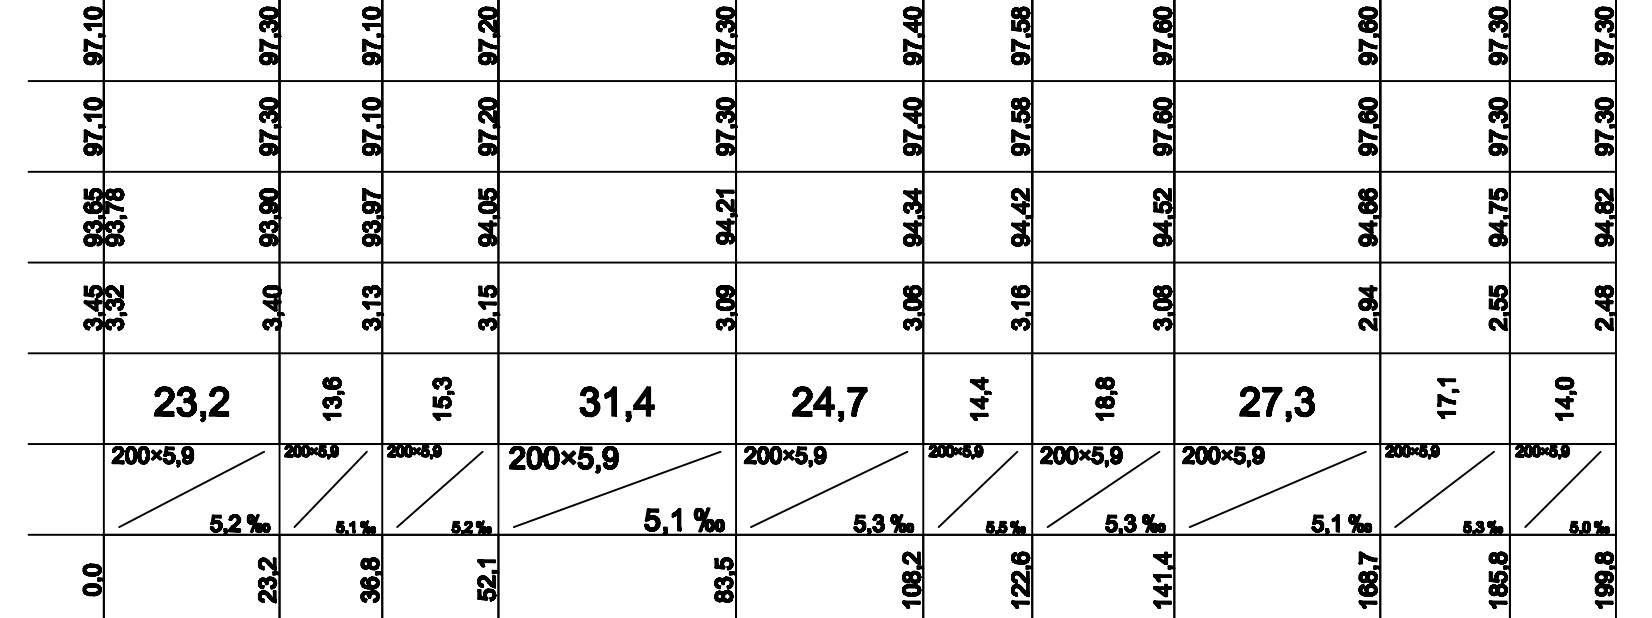 97,10 97,30 97,10 97,20 97,30 97,40 97,58 97,60 97,60 97,30 97,30
97,10 97,30 97,10 97,20 97,30 97,40 97,58 97,60 97,60 97,30 97,30
93,65 93,78 93,90 93,97 94,05 94,21 94,34 94,42 94,52 94,66 94,75 94,82
3,45 3,32 3,40 3,13 3,15 3,09 3,06 3,16 3,08 2,94 2,55 2,48
23,2 13,6 15,3 31,4 24,7 14,4 18,8 27,3 17,1 14,0
200×5,9 200×5,9 200×5,9 200×5,9 200×5,9 200×5,9 200×5,9 200×5,9 200×5,9 200×5,9
5,2 ‰ 5,1 ‰ 5,2 ‰ 5,1 ‰ 5,3 ‰ 5,5 ‰ 5,3 ‰ 5,1 ‰ 5,3 ‰ 5,0 ‰
0,0 23,2 36,8 52,1 83,5 108,2 122,6 141,4 168,7 185,8 199,8